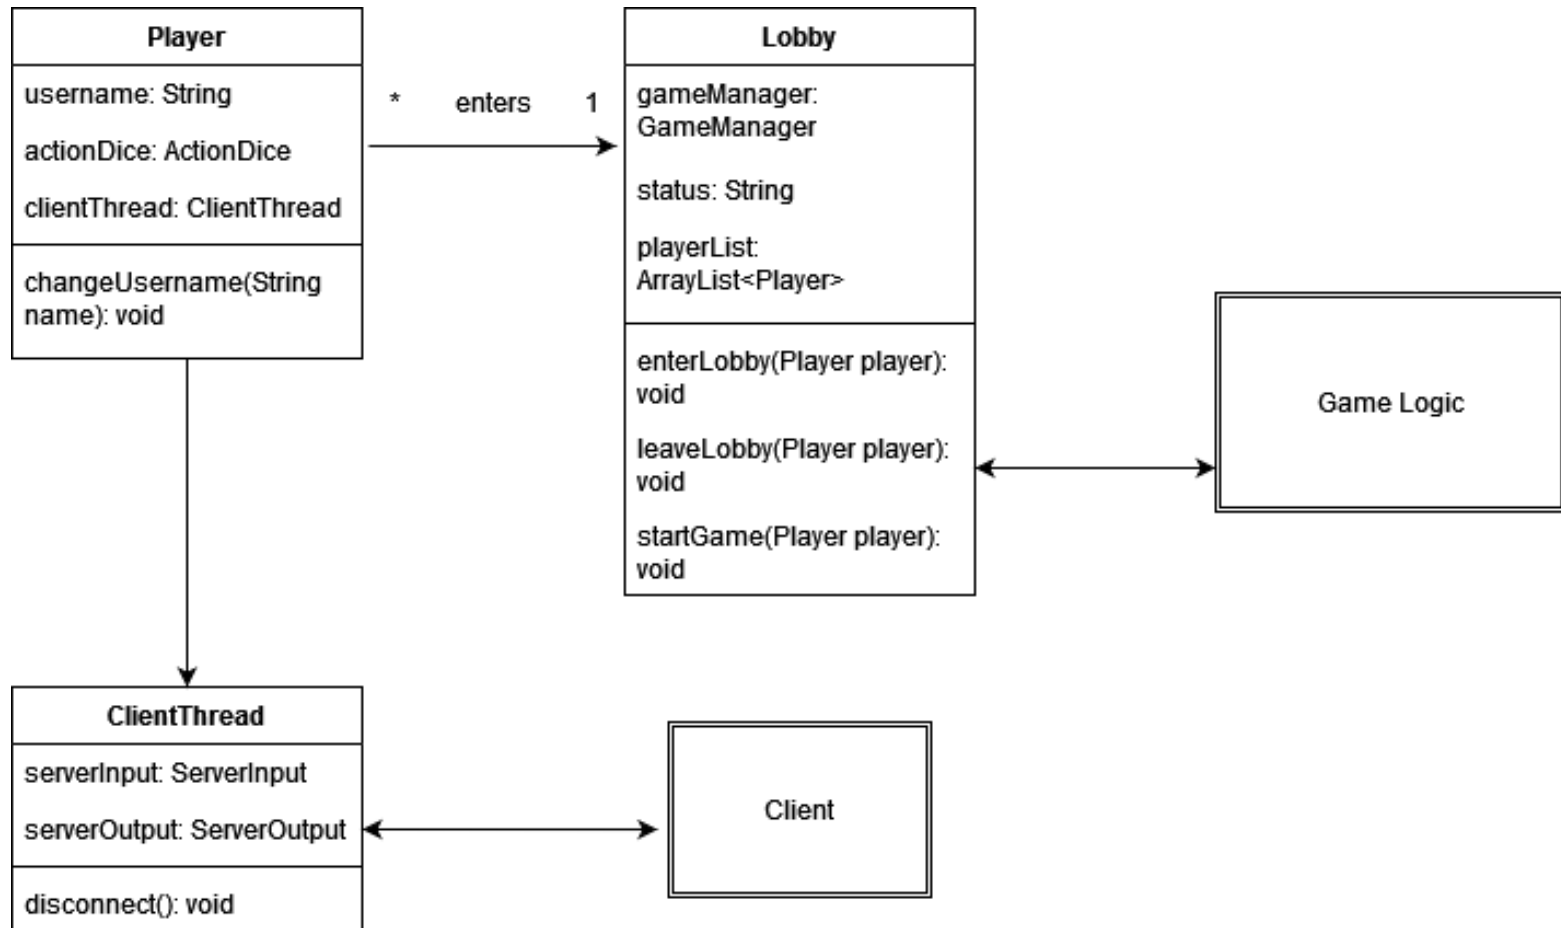 Player
username: String
actionDice: ActionDice
clientThread: ClientThread
changeUsername(String
name): void
* enters 1
Lobby
gameManager:
GameManager
status: String
playerList:
ArrayList<Player>
enterLobby(Player player):
void
leaveLobby(Player player):
void
startGame(Player player):
void
Game Logic
ClientThread
serverInput: ServerInput
serverOutput: ServerOutput
disconnect(): void
Client